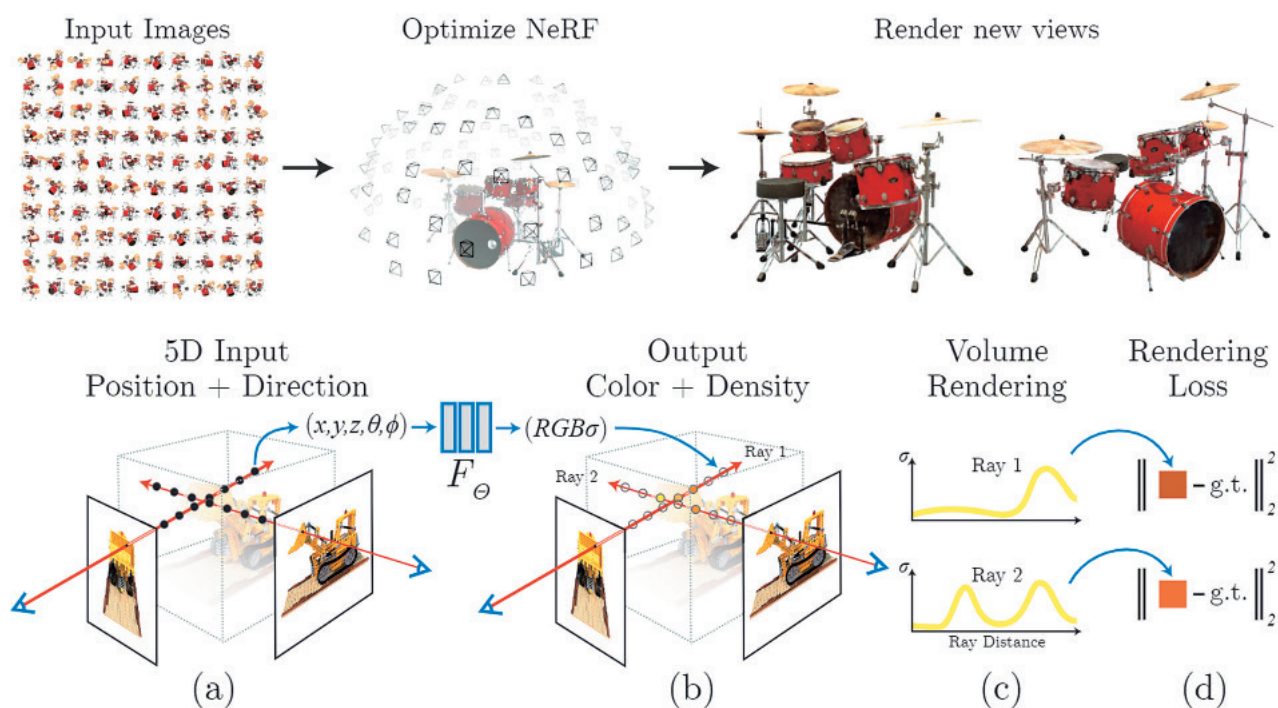 Input Images
Optimize NeRF
Render new views
5D Input
Position + Direction
(x,y,z,θ,ϕ)
F_Θ
(RGBσ)
Output
Color + Density
Ray 1
Ray 2
Volume
Rendering
σ
Ray 1
σ
Ray 2
Ray Distance
Rendering
Loss
‖ - g.t. ‖²₂
‖ - g.t. ‖²₂
(a)
(b)
(c)
(d)